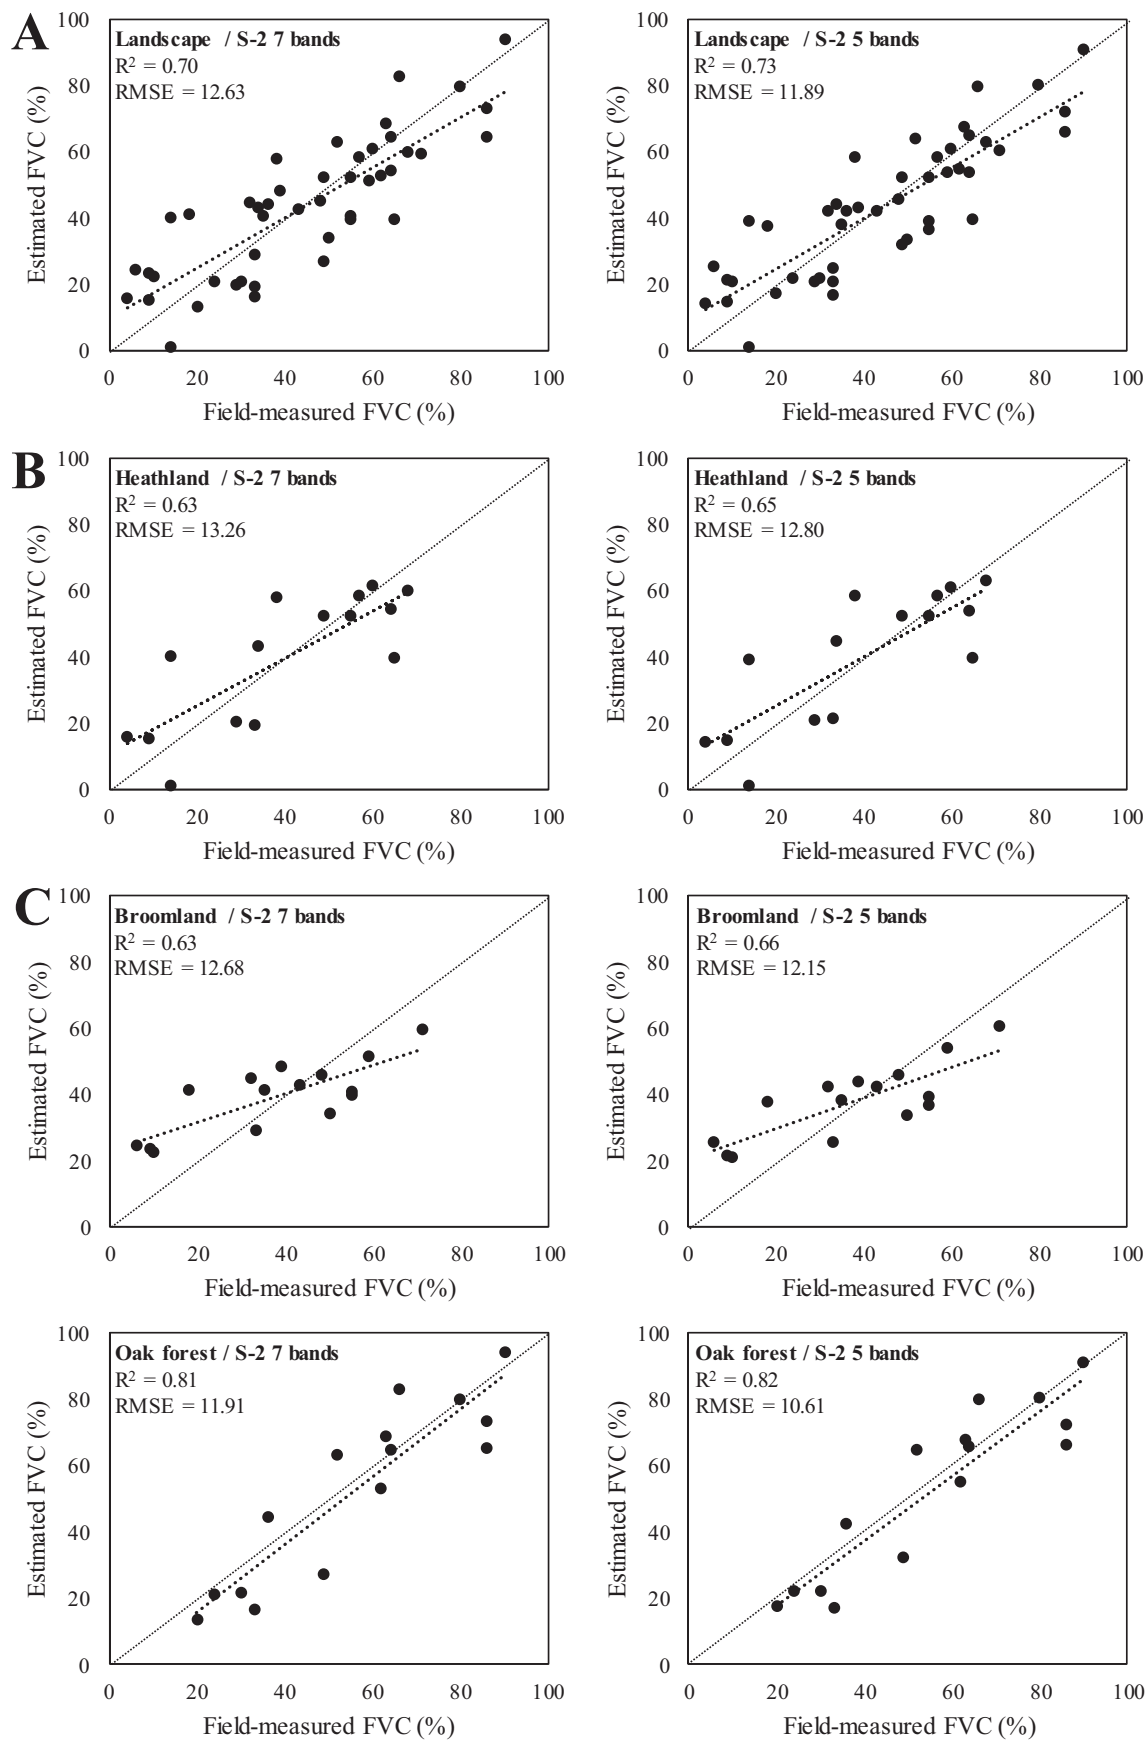 A
Landscape / S-2 7 bands
R² = 0.70
RMSE = 12.63
Estimated FVC (%)
100
80
60
40
20
0
0 20 40 60 80 100
Field-measured FVC (%)
Landscape / S-2 5 bands
R² = 0.73
RMSE = 11.89
Estimated FVC (%)
100
80
60
40
20
0
0 20 40 60 80 100
Field-measured FVC (%)
B
Heathland / S-2 7 bands
R² = 0.63
RMSE = 13.26
Estimated FVC (%)
100
80
60
40
20
0
0 20 40 60 80 100
Field-measured FVC (%)
Heathland / S-2 5 bands
R² = 0.65
RMSE = 12.80
Estimated FVC (%)
100
80
60
40
20
0
0 20 40 60 80 100
Field-measured FVC (%)
C
Broomland / S-2 7 bands
R² = 0.63
RMSE = 12.68
Estimated FVC (%)
100
80
60
40
20
0
0 20 40 60 80 100
Field-measured FVC (%)
Broomland / S-2 5 bands
R² = 0.66
RMSE = 12.15
Estimated FVC (%)
100
80
60
40
20
0
0 20 40 60 80 100
Field-measured FVC (%)
Oak forest / S-2 7 bands
R² = 0.81
RMSE = 11.91
Estimated FVC (%)
100
80
60
40
20
0
0 20 40 60 80 100
Field-measured FVC (%)
Oak forest / S-2 5 bands
R² = 0.82
RMSE = 10.61
Estimated FVC (%)
100
80
60
40
20
0
0 20 40 60 80 100
Field-measured FVC (%)